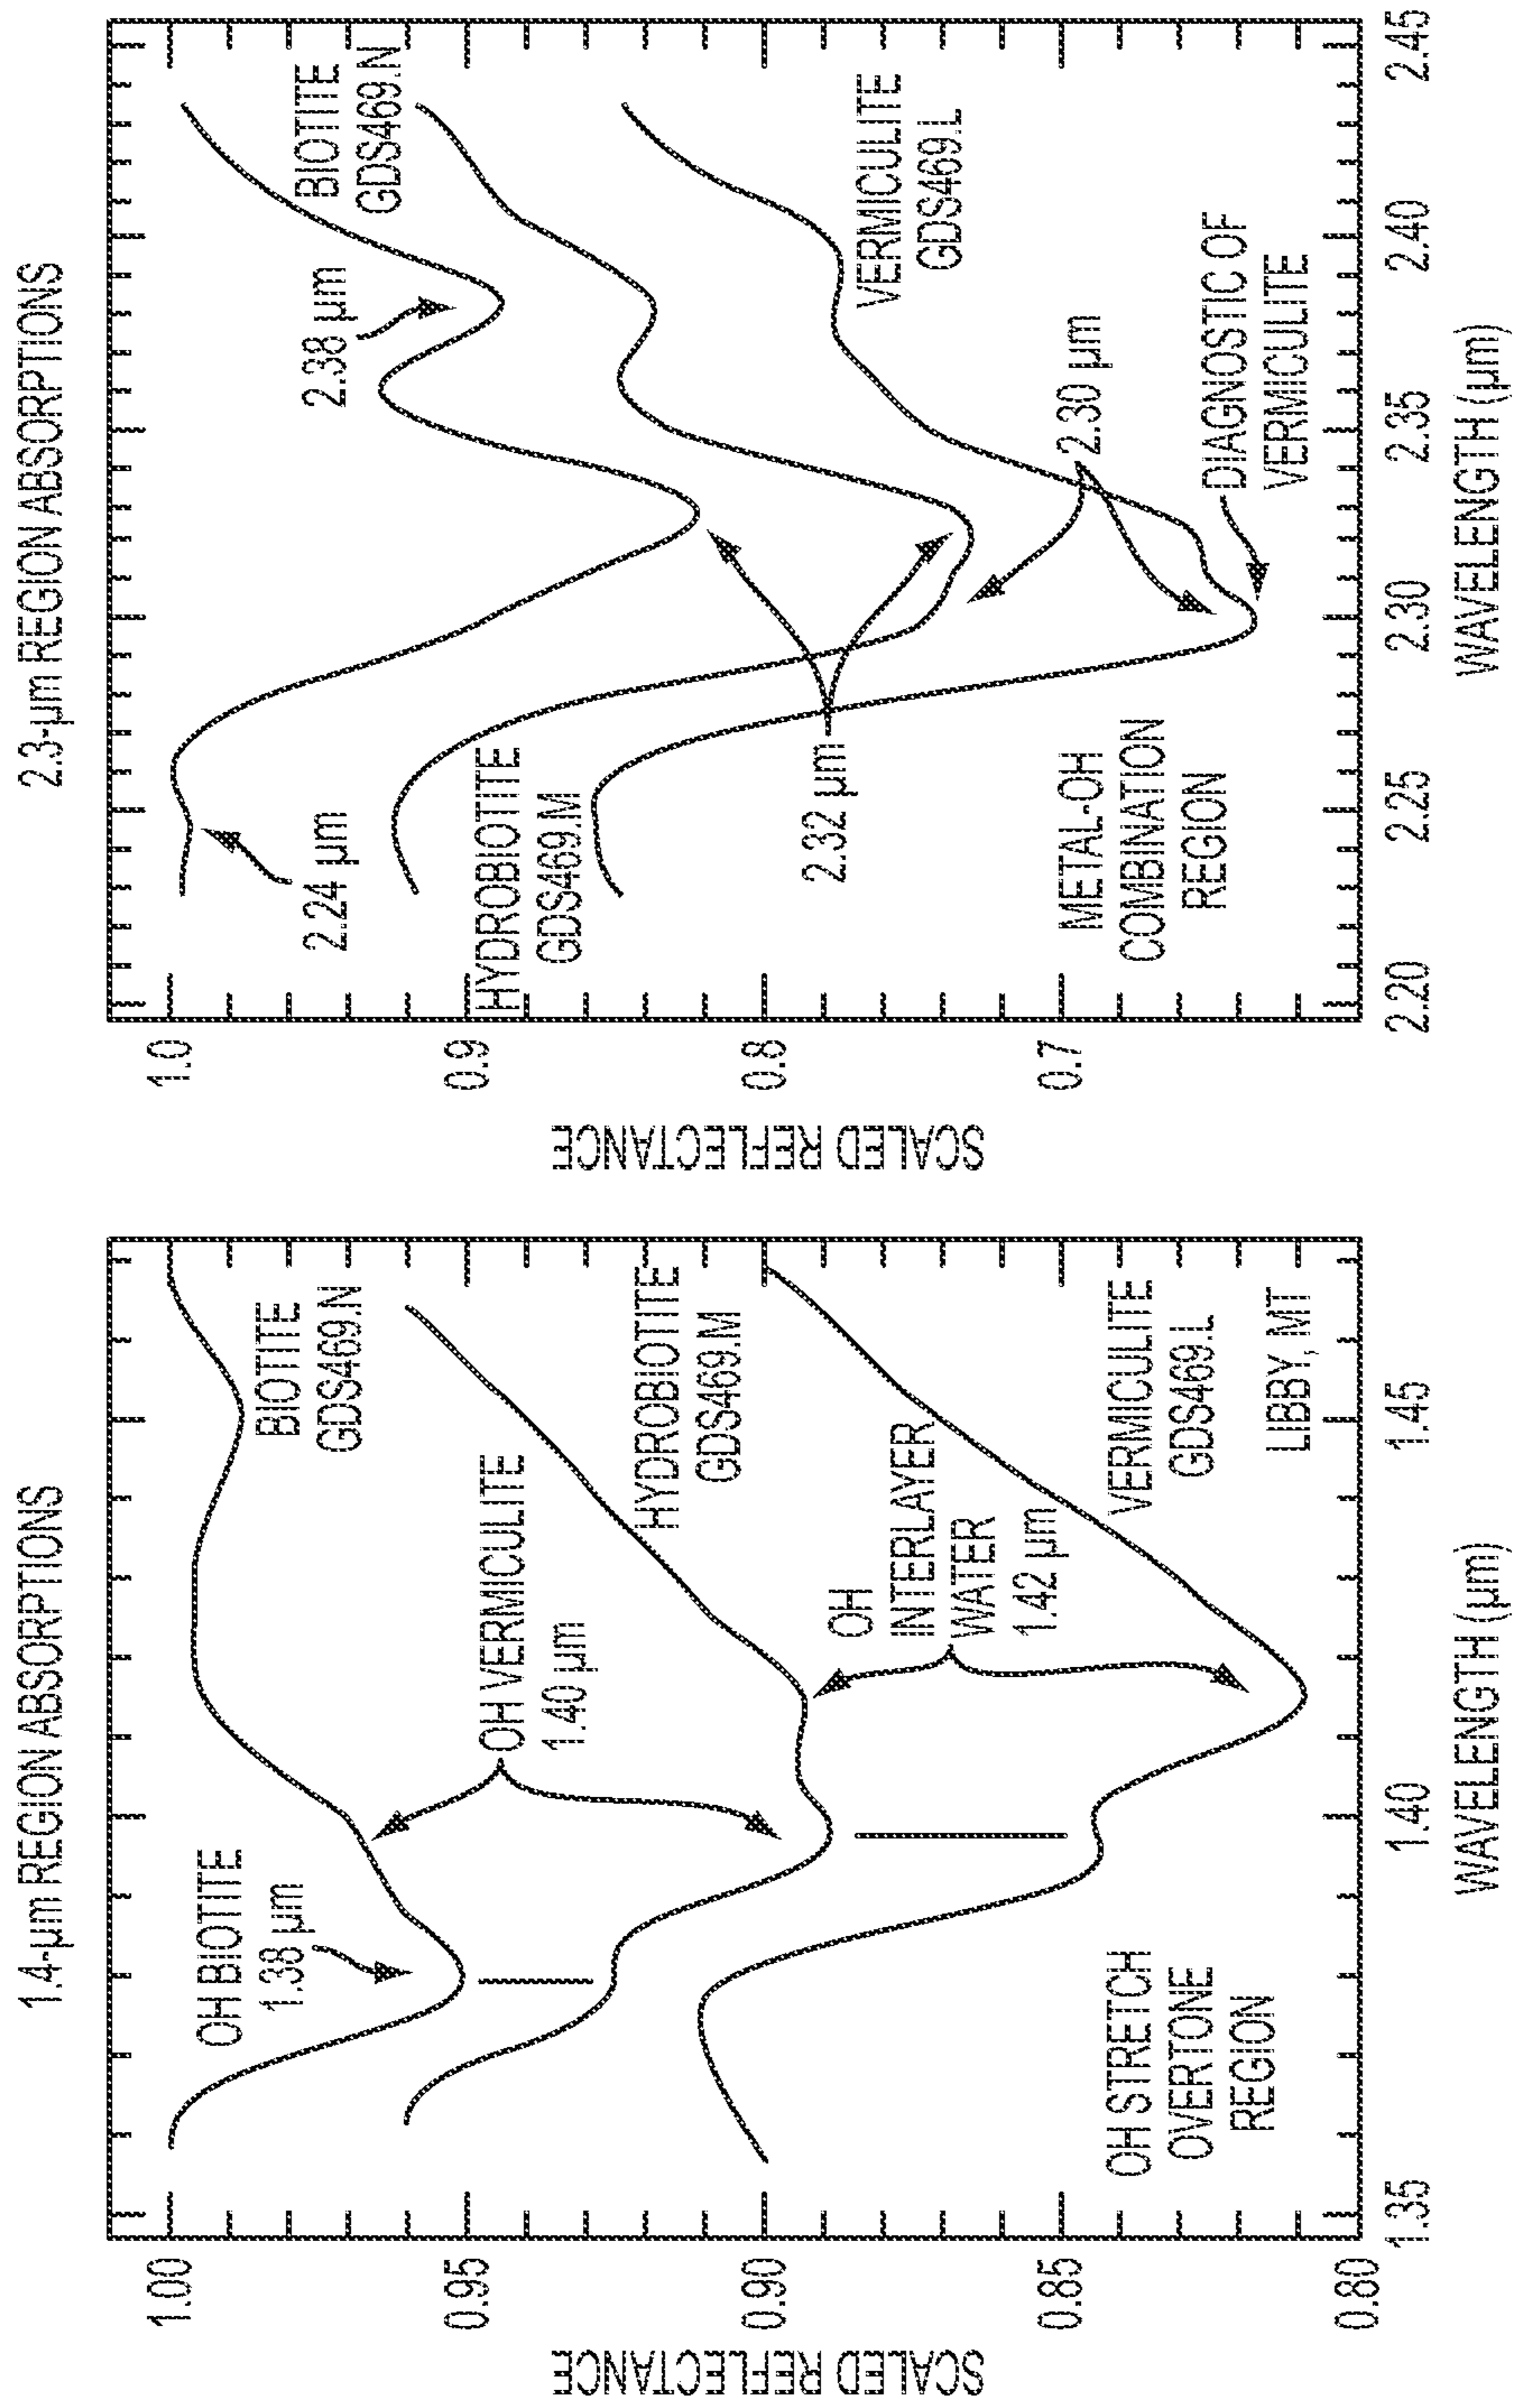 1.4-µm REGION ABSORPTIONS
SCALED REFLECTANCE
1.00
0.95
0.90
0.85
0.80
OH BIOTITE
1.38 µm
BIOTITE
GDS469.N
OH VERMICULITE
1.40 µm
HYDROBIOTITE
GDS469.M
OH
INTERLAYER
WATER
1.42 µm
OH STRETCH
OVERTONE
REGION
VERMICULITE
GDS469.L
LIBBY, MT
1.35
1.40
1.45
WAVELENGTH (µm)
2.3-µm REGION ABSORPTIONS
SCALED REFLECTANCE
1.0
0.9
0.8
0.7
2.24 µm
2.38 µm
BIOTITE
GDS469.N
HYDROBIOTITE
GDS469.M
2.32 µm
VERMICULITE
GDS469.L
2.30 µm
METAL-OH
COMBINATION
REGION
DIAGNOSTIC OF
VERMICULITE
2.20
2.25
2.30
2.35
2.40
2.45
WAVELENGTH (µm)